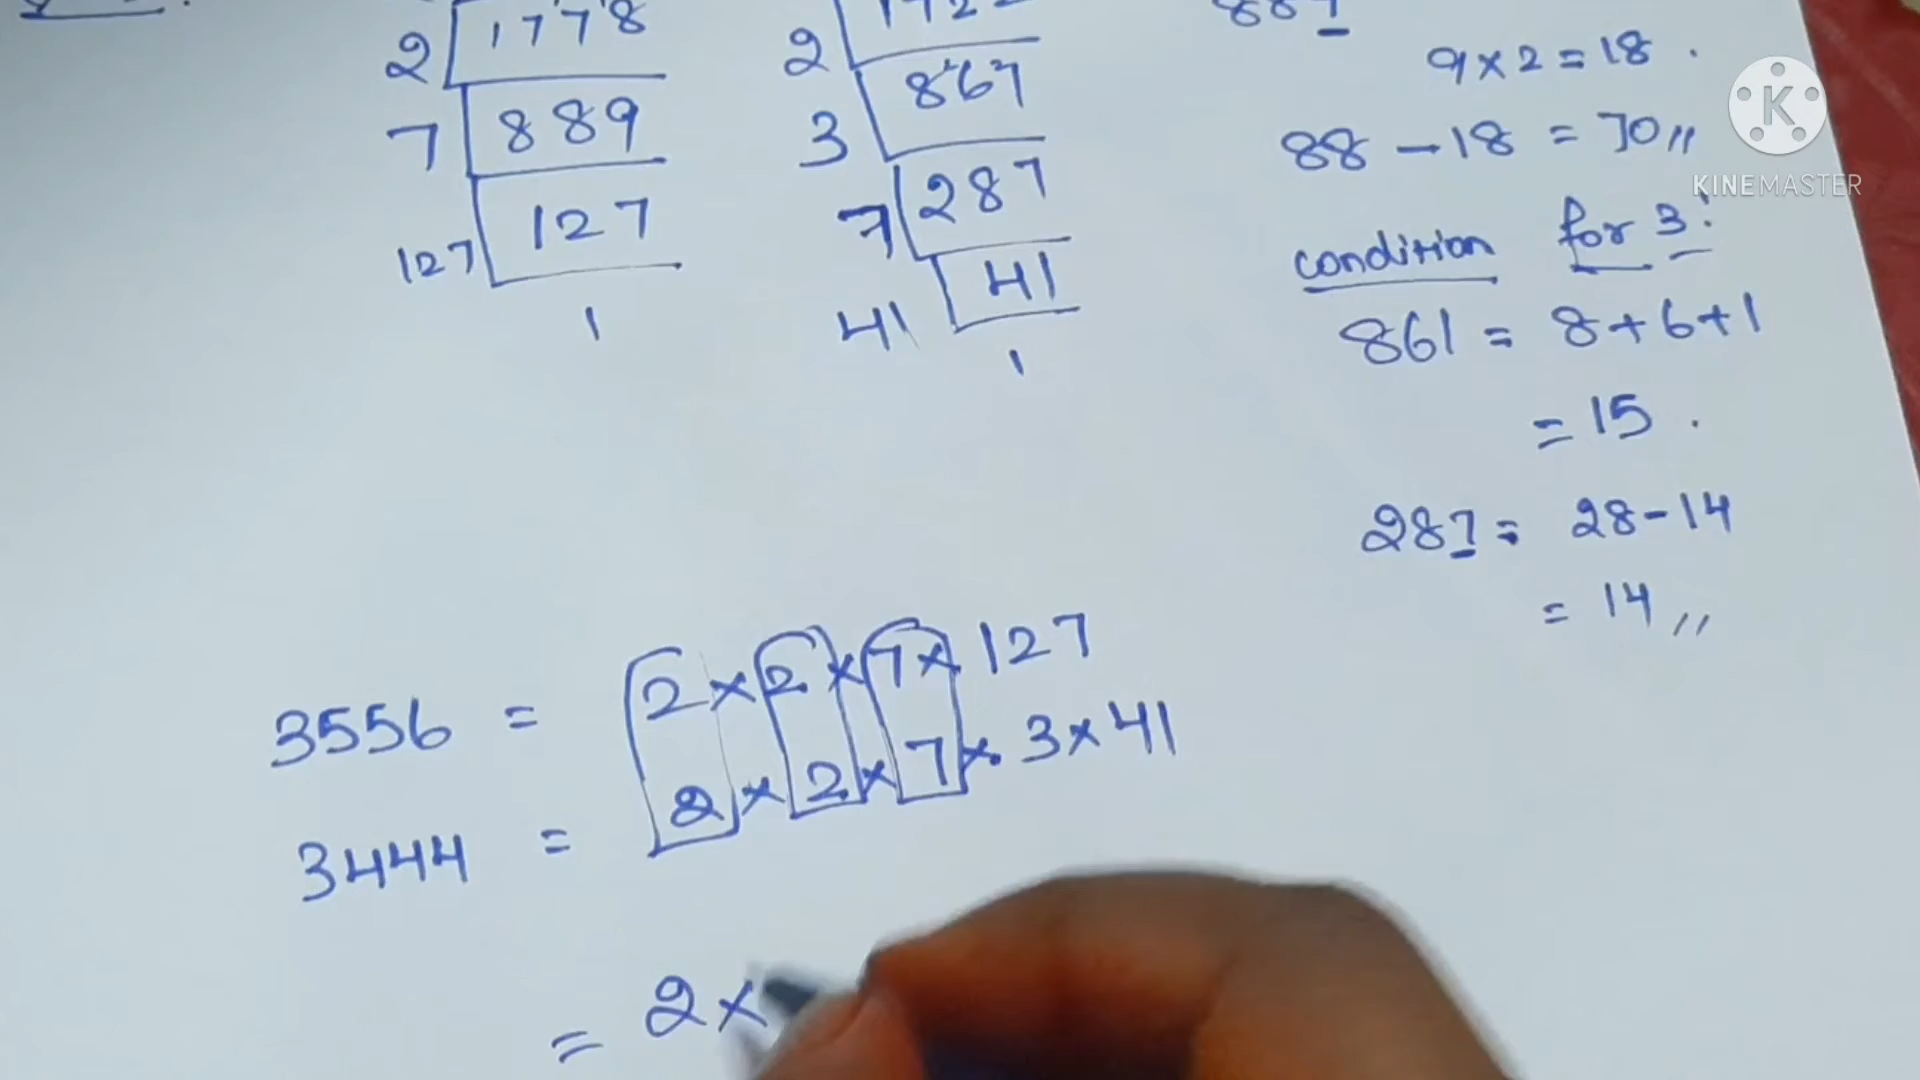 2 1778
7 889
127 127
1
2
3 861
7 287
41 41
1
9 × 2 = 18 .
88 - 18 = 70 ,,
condition for 3 :
861 = 8 + 6 + 1
= 15 .
287 = 28 - 14
= 14 ,,
3556 = 2 × 2 × 7 × 127
3444 = 2 × 2 × 7 × 3 × 41
= 2 ×
K
KINEMASTER